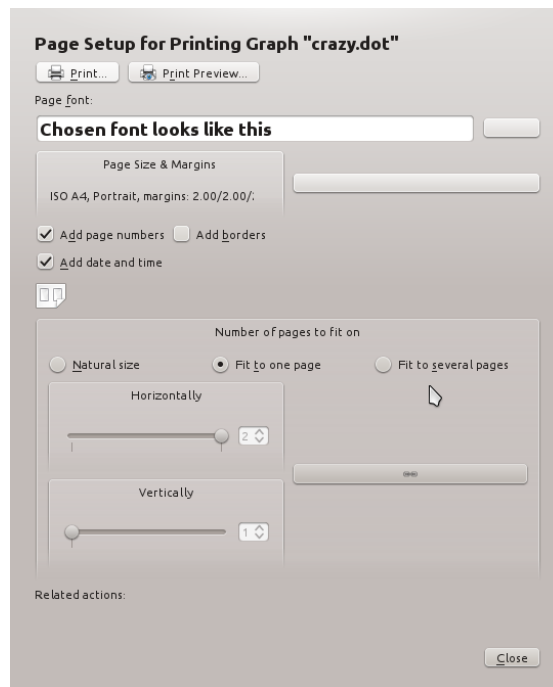 Page Setup for Printing Graph "crazy.dot"
Print... Print Preview...
Page font:
Chosen font looks like this
Page Size & Margins
ISO A4, Portrait, margins: 2.00/2.00/
Add page numbers Add borders
Add date and time
Number of pages to fit on
Natural size Fit to one page Fit to several pages
Horizontally
2
Vertically
1
Related actions:
Close